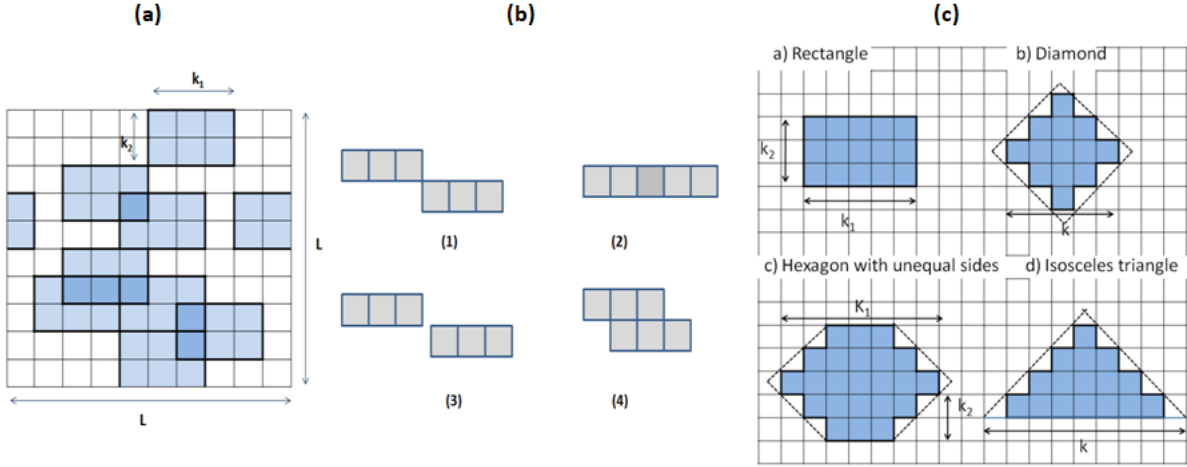 (a)
(b)
(c)
k1
k2
L
L
(1)
(2)
(3)
(4)
a) Rectangle
b) Diamond
k2
k1
k
c) Hexagon with unequal sides
d) Isosceles triangle
K1
k2
k